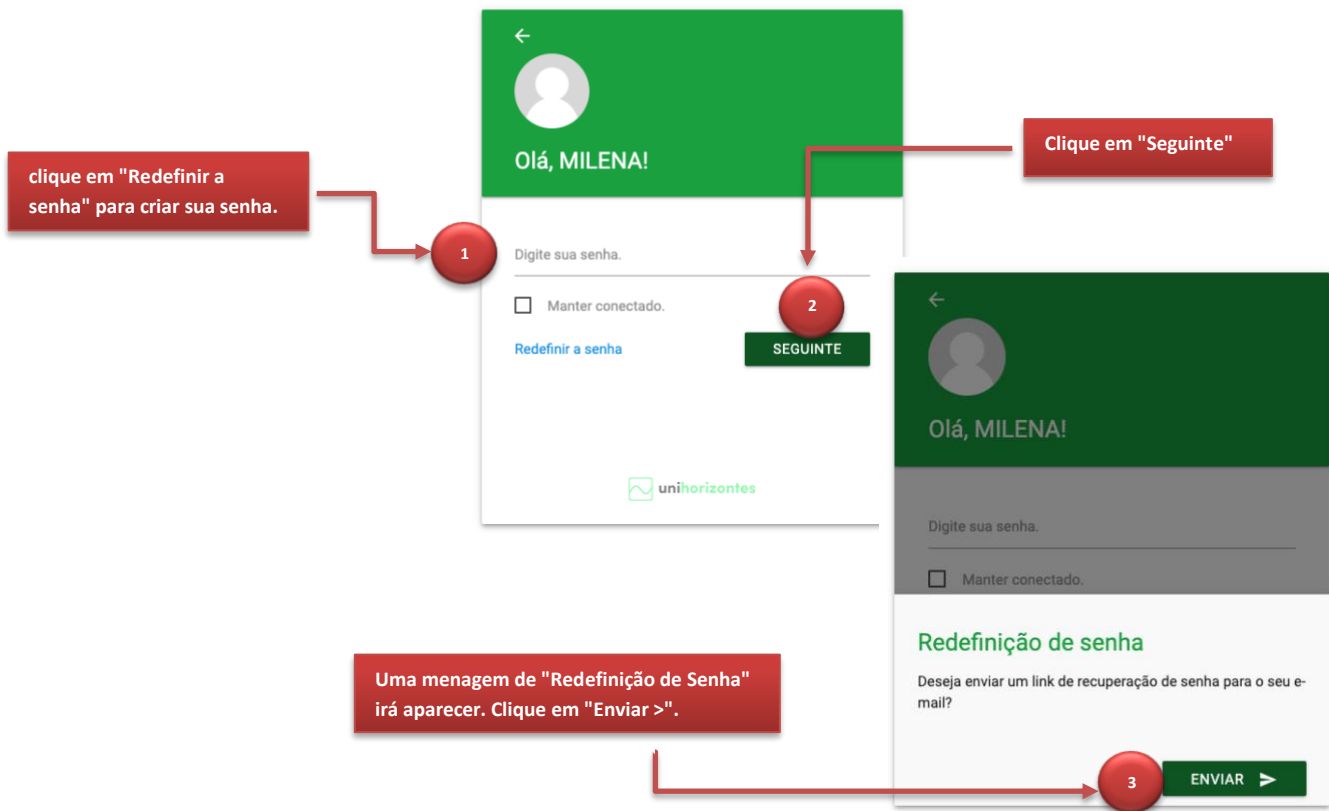 Olá, MILENA!
Clique em "Seguinte"
clique em "Redefinir a
senha" para criar sua senha.
1
Digite sua senha.
Manter conectado.
2
Redefinir a senha
SEGUINTE
unihorizontes
Olá, MILENA!
Digite sua senha.
Manter conectado.
Redefinição de senha
Deseja enviar um link de recuperação de senha para o seu e-
mail?
Uma menagem de "Redefinição de Senha"
irá aparecer. Clique em "Enviar >".
3
ENVIAR